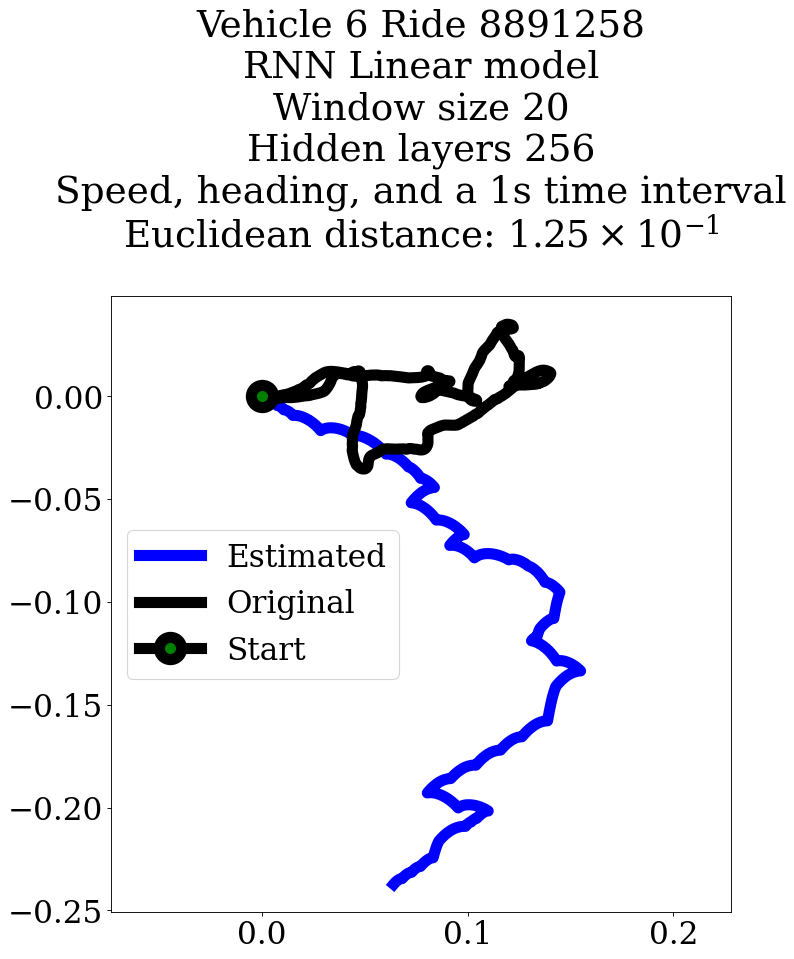 Vehicle 6 Ride 8891258
RNN Linear model
Window size 20
Hidden layers 256
Speed, heading, and a 1s time interval
Euclidean distance: 1.25 × 10⁻¹
0.00
−0.05
−0.10
−0.15
−0.20
−0.25
Estimated
Original
Start
0.0 0.1 0.2